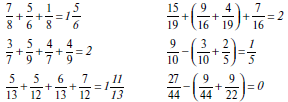 7/8 + 5/6 + 1/8 = 1 5/6
3/7 + 5/9 + 4/7 + 4/9 = 2
5/13 + 5/12 + 6/13 + 7/12 = 1 11/13
15/19 + (9/16 + 4/19) + 7/16 = 2
9/10 − (3/10 + 2/5) = 1/5
27/44 − (9/44 + 9/22) = 0